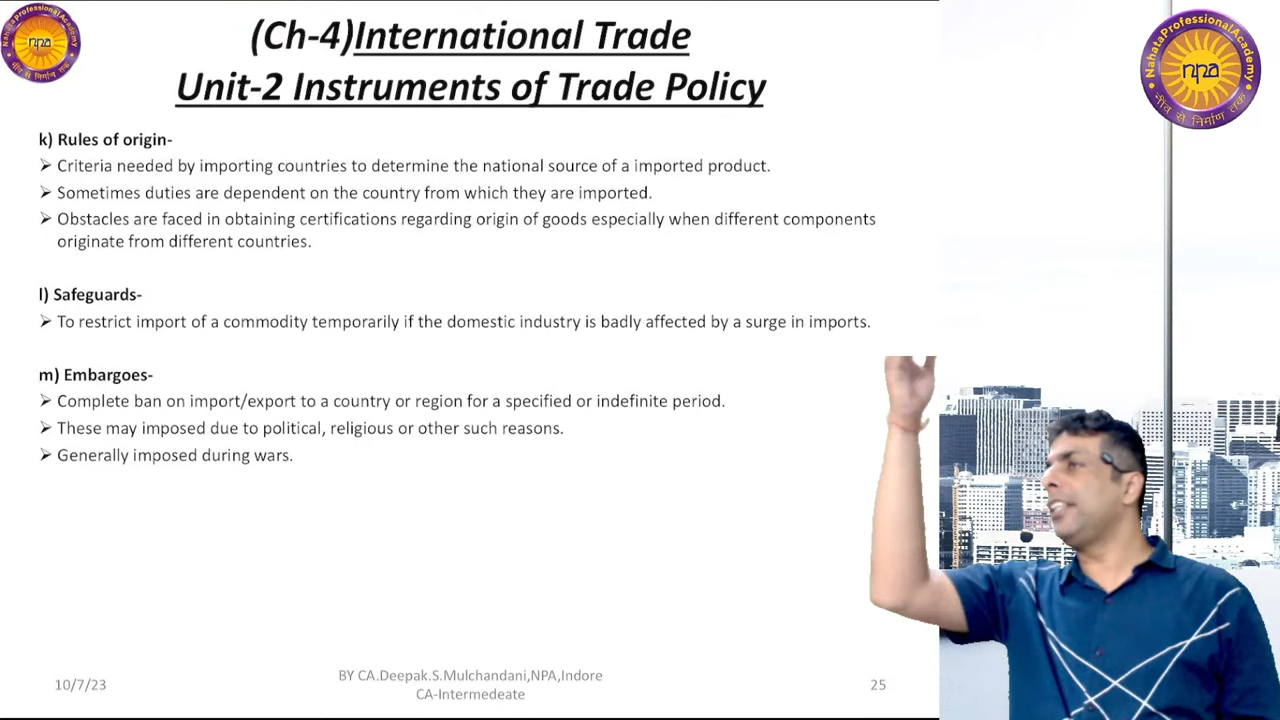 (Ch-4)International Trade
Unit-2 Instruments of Trade Policy
k) Rules of origin-
➢ Criteria needed by importing countries to determine the national source of a imported product.
➢ Sometimes duties are dependent on the country from which they are imported.
➢ Obstacles are faced in obtaining certifications regarding origin of goods especially when different components
originate from different countries.
l) Safeguards-
➢ To restrict import of a commodity temporarily if the domestic industry is badly affected by a surge in imports.
m) Embargoes-
➢ Complete ban on import/export to a country or region for a specified or indefinite period.
➢ These may imposed due to political, religious or other such reasons.
➢ Generally imposed during wars.
10/7/23
BY CA.Deepak.S.Mulchandani,NPA,Indore
CA-Intermedeate
25
NahataProfessionalAcademy
npa
नींव से निर्माण तक
NahataProfessionalAcademy
npa
नींव से निर्माण तक